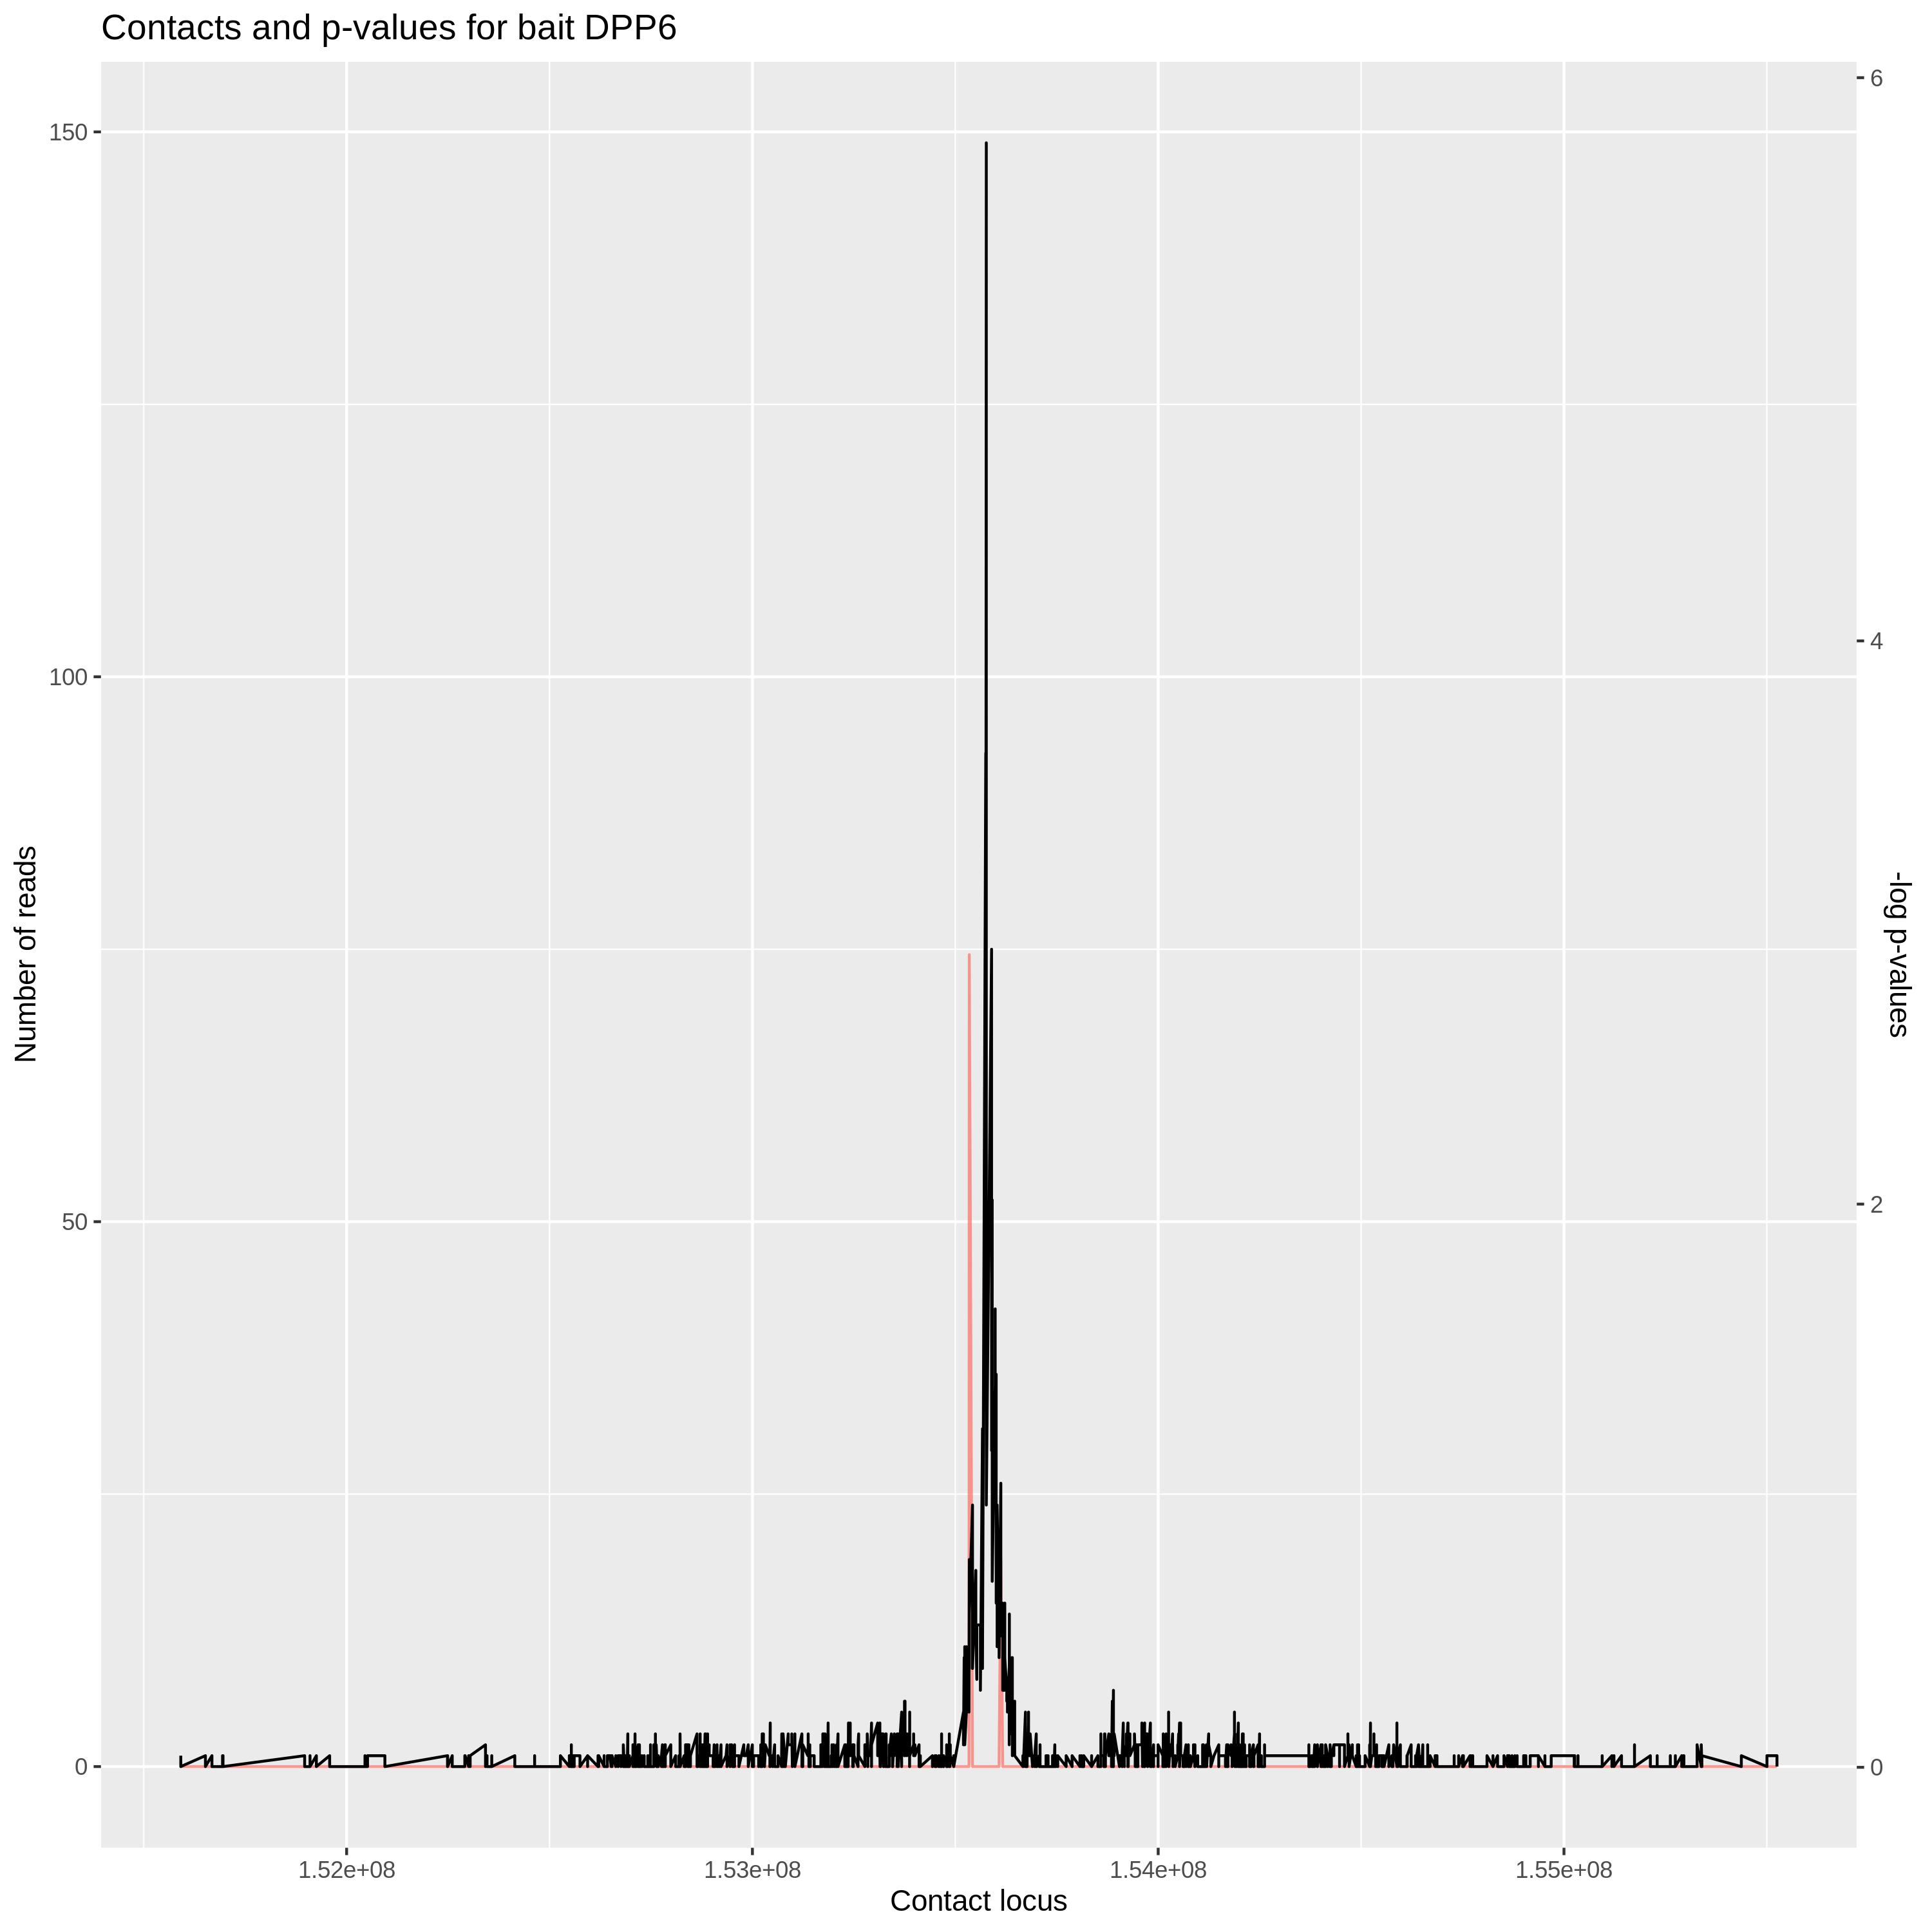 Contacts and p-values for bait DPP6
150
100
50
0
Number of reads
6
4
2
0
-log p-values
1.52e+08
1.53e+08
1.54e+08
1.55e+08
Contact locus